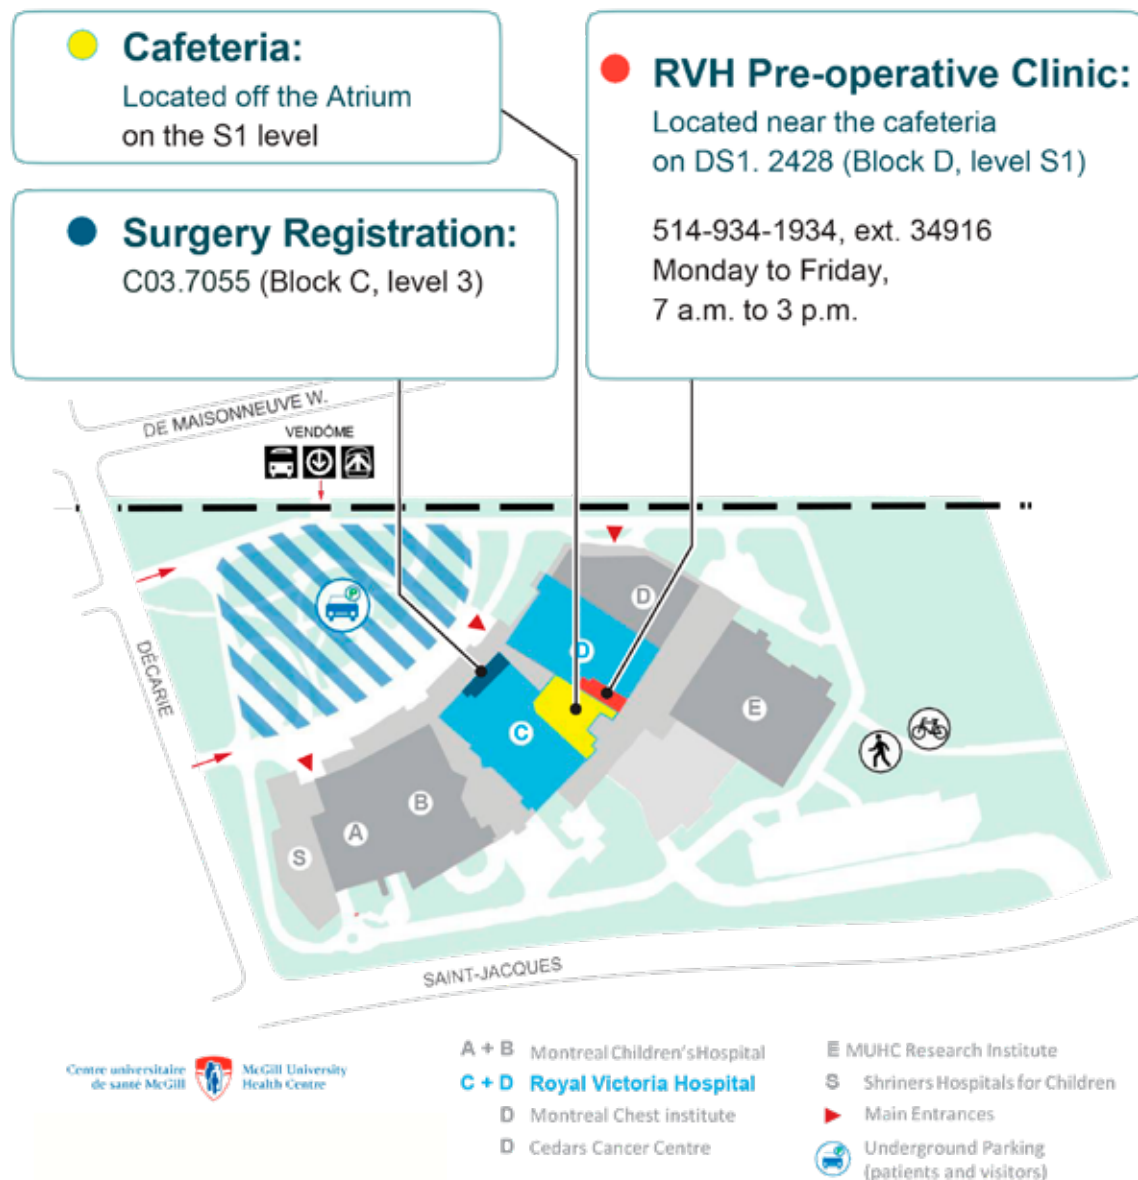 Cafeteria:
Located off the Atrium
on the S1 level
RVH Pre-operative Clinic:
Located near the cafeteria
on DS1. 2428 (Block D, level S1)
514-934-1934, ext. 34916
Monday to Friday,
7 a.m. to 3 p.m.
Surgery Registration:
C03.7055 (Block C, level 3)
DE MAISONNEUVE W.
VENDÔME
P
DÉCARIE
D
D
C
E
B
A
S
SAINT-JACQUES
Centre universitaire
de santé McGill
McGill University
Health Centre
A + B Montreal Children'sHospital
C + D Royal Victoria Hospital
D Montreal Chest institute
D Cedars Cancer Centre
E MUHC Research Institute
S Shriners Hospitals for Children
Main Entrances
Underground Parking
(patients and visitors)